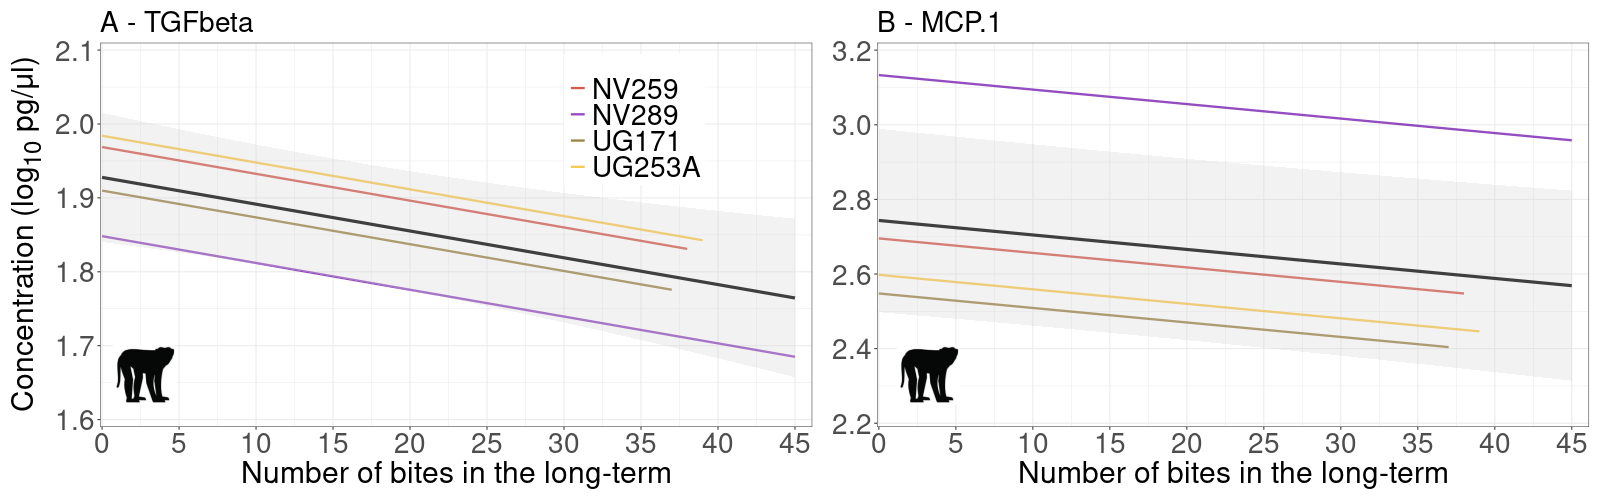 A - TGFbeta
Concentration (log10 pg/µl)
2.1
2.0
1.9
1.8
1.7
1.6
NV259
NV289
UG171
UG253A
0 5 10 15 20 25 30 35 40 45
Number of bites in the long-term
B - MCP.1
3.2
3.0
2.8
2.6
2.4
2.2
0 5 10 15 20 25 30 35 40 45
Number of bites in the long-term